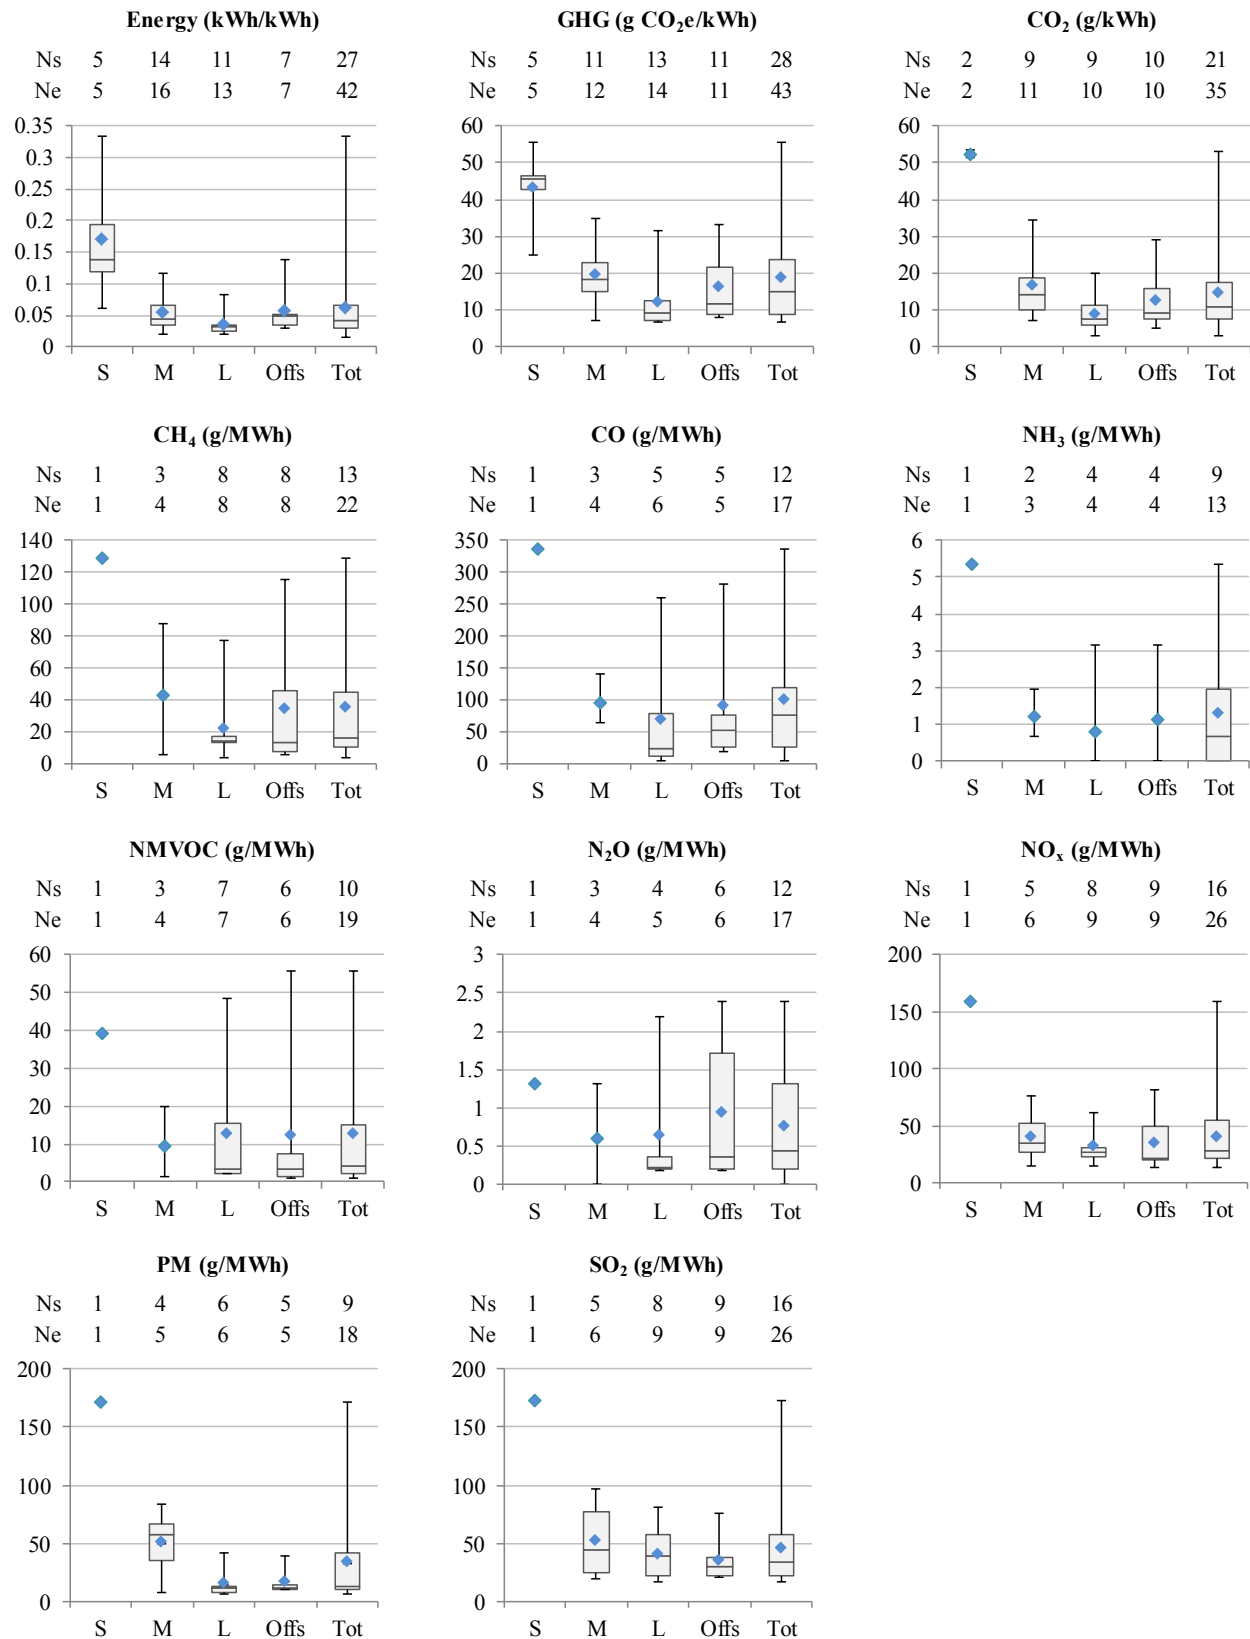 Energy (kWh/kWh)
Ns 5 14 11 7 27
Ne 5 16 13 7 42
0.35
0.3
0.25
0.2
0.15
0.1
0.05
0
S M L Offs Tot
GHG (g CO₂e/kWh)
Ns 5 11 13 11 28
Ne 5 12 14 11 43
60
50
40
30
20
10
0
S M L Offs Tot
CO₂ (g/kWh)
Ns 2 9 9 10 21
Ne 2 11 10 10 35
60
50
40
30
20
10
0
S M L Offs Tot
CH₄ (g/MWh)
Ns 1 3 8 8 13
Ne 1 4 8 8 22
140
120
100
80
60
40
20
0
S M L Offs Tot
CO (g/MWh)
Ns 1 3 5 5 12
Ne 1 4 6 5 17
350
300
250
200
150
100
50
0
S M L Offs Tot
NH₃ (g/MWh)
Ns 1 2 4 4 9
Ne 1 3 4 4 13
6
5
4
3
2
1
0
S M L Offs Tot
NMVOC (g/MWh)
Ns 1 3 7 6 10
Ne 1 4 7 6 19
60
50
40
30
20
10
0
S M L Offs Tot
N₂O (g/MWh)
Ns 1 3 4 6 12
Ne 1 4 5 6 17
3
2.5
2
1.5
1
0.5
0
S M L Offs Tot
NOₓ (g/MWh)
Ns 1 5 8 9 16
Ne 1 6 9 9 26
200
150
100
50
0
S M L Offs Tot
PM (g/MWh)
Ns 1 4 6 5 9
Ne 1 5 6 5 18
200
150
100
50
0
S M L Offs Tot
SO₂ (g/MWh)
Ns 1 5 8 9 16
Ne 1 6 9 9 26
200
150
100
50
0
S M L Offs Tot